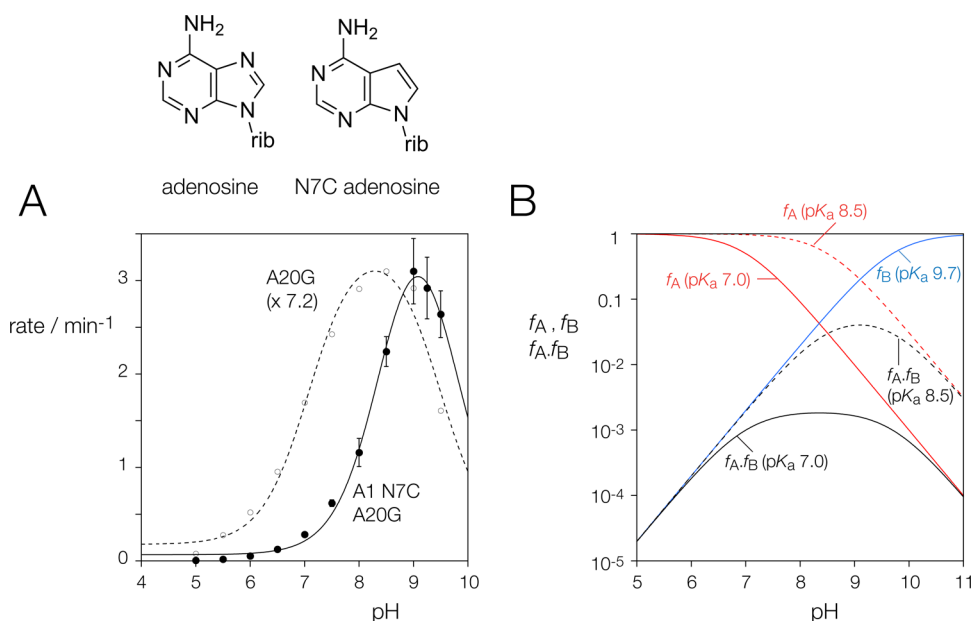 NH2 NH2
N N N
N N N N
rib rib
adenosine N7C adenosine
A
A20G
(x 7.2)
rate / min-1
A1 N7C
A20G
3
2
1
0
4 5 6 7 8 9 10
pH
B
fA (pKa 8.5)
fA (pKa 7.0)
fB (pKa 9.7)
fA , fB
fA.fB
fA.fB
(pKa 8.5)
fA.fB (pKa 7.0)
1
0.1
10-2
10-3
10-4
10-5
5 6 7 8 9 10 11
pH